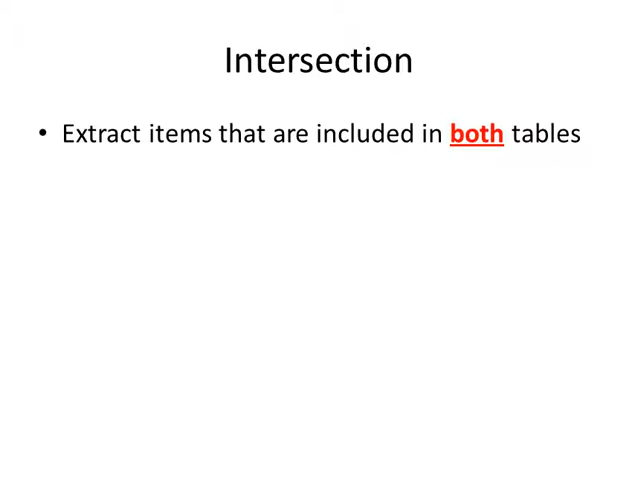 Intersection
• Extract items that are included in both tables